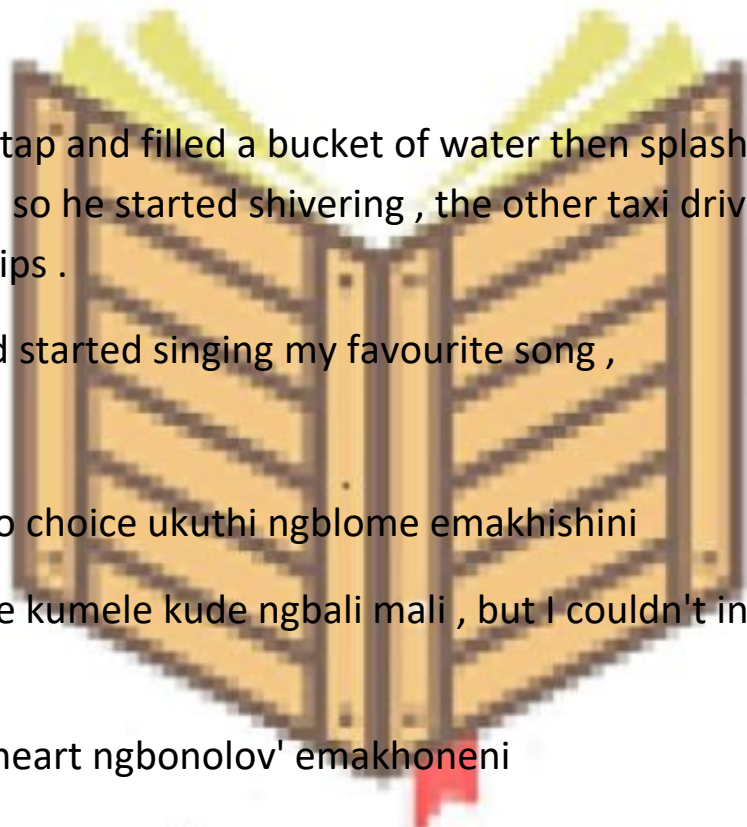 tap and filled a bucket of water then splash
so he started shivering , the other taxi driv
ips .
d started singing my favourite song ,
o choice ukuthi ngblome emakhishini
e kumele kude ngbali mali , but I couldn't in
heart ngbonolov' emakhoneni